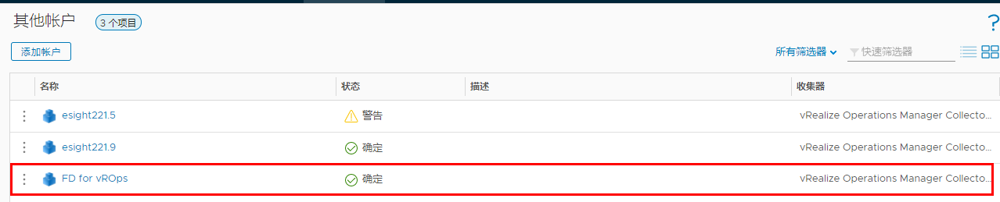 其他帐户 3 个项目
?
添加帐户 所有筛选器 快速筛选器
名称 状态 描述 收集器
esight221.5 警告 vRealize Operations Manager Collecto...
esight221.9 确定 vRealize Operations Manager Collecto...
FD for vROps 确定 vRealize Operations Manager Collecto...